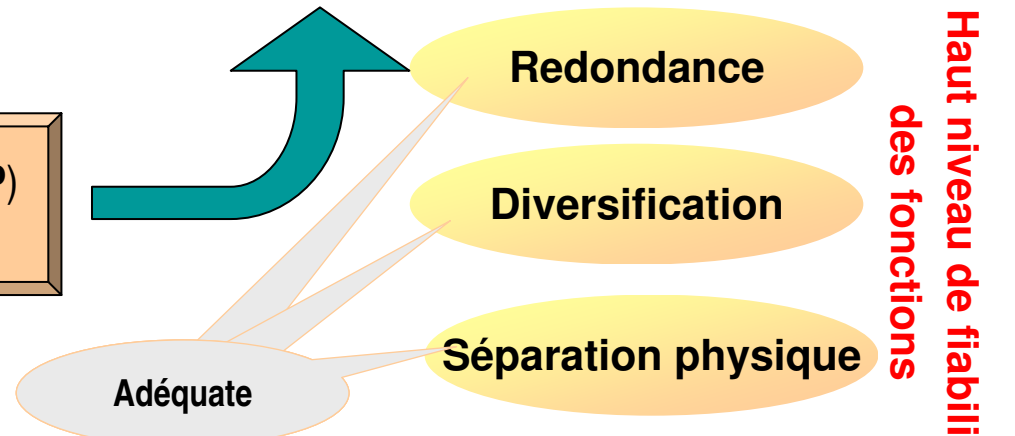 Redondance
Diversification
Séparation physique
Adéquate
Haut niveau de fiabili
des fonctions